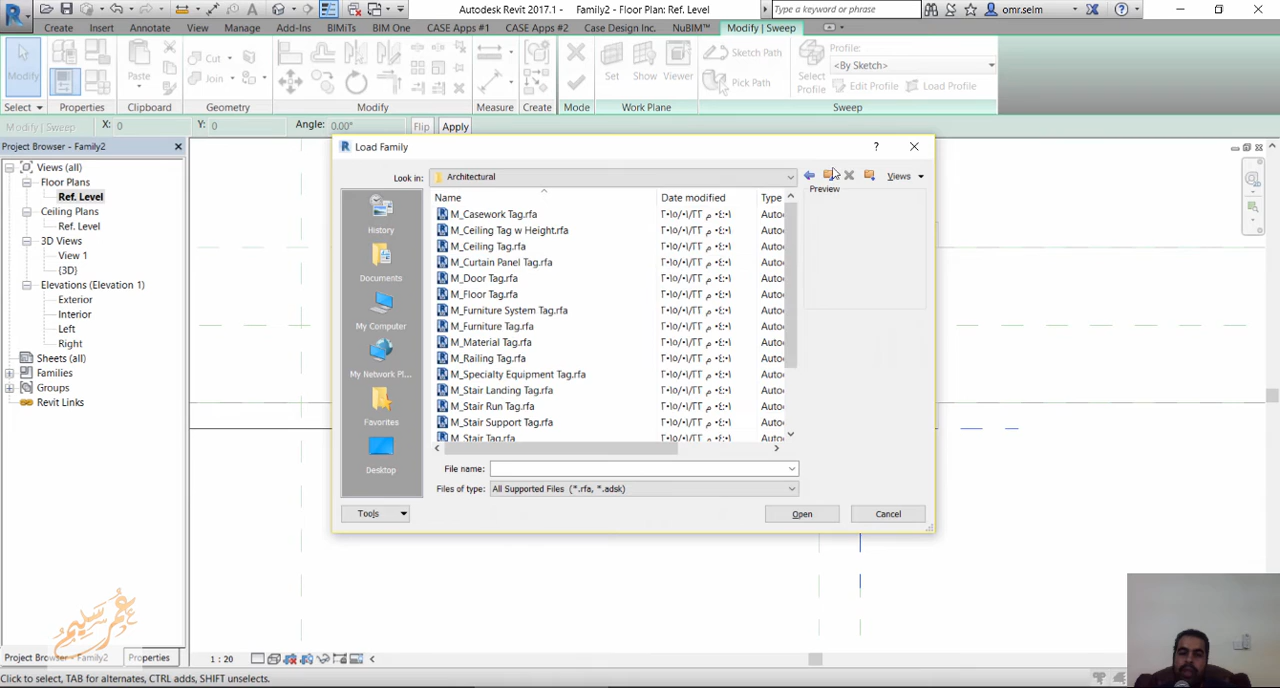 Autodesk Revit 2017.1 - Family2 - Floor Plan: Ref. Level
Type a keyword or phrase
omr.selm
Create Insert Annotate View Manage Add-Ins BIMiTs BIM One CASE Apps #1 CASE Apps #2 Case Design Inc. NuBIM™ Modify | Sweep
Modify
Paste
Cut
Join
Set Show Viewer
Sketch Path
Pick Path
Select Profile
Profile:
<By Sketch>
Edit Profile Load Profile
Select Properties Clipboard Geometry Modify Measure Create Mode Work Plane Sweep
Modify | Sweep X: 0 Y: 0 Angle: 0.00° Flip Apply
Project Browser - Family2
Views (all)
Floor Plans
Ref. Level
Ceiling Plans
Ref. Level
3D Views
View 1
{3D}
Elevations (Elevation 1)
Exterior
Interior
Left
Right
Sheets (all)
Families
Groups
Revit Links
Load Family
Look in: Architectural
Views
Preview
History
Documents
My Computer
My Network Pl...
Favorites
Desktop
Name Date modified Type
M_Casework Tag.rfa
M_Ceiling Tag w Height.rfa
M_Ceiling Tag.rfa
M_Curtain Panel Tag.rfa
M_Door Tag.rfa
M_Floor Tag.rfa
M_Furniture System Tag.rfa
M_Furniture Tag.rfa
M_Material Tag.rfa
M_Railing Tag.rfa
M_Specialty Equipment Tag.rfa
M_Stair Landing Tag.rfa
M_Stair Run Tag.rfa
M_Stair Support Tag.rfa
M_Stair Tag.rfa
File name:
Files of type: All Supported Files (*.rfa, *.adsk)
Tools Open Cancel
عمر سليم
Project Browser - Family2 Properties
1 : 20
Click to select, TAB for alternates, CTRL adds, SHIFT unselects.